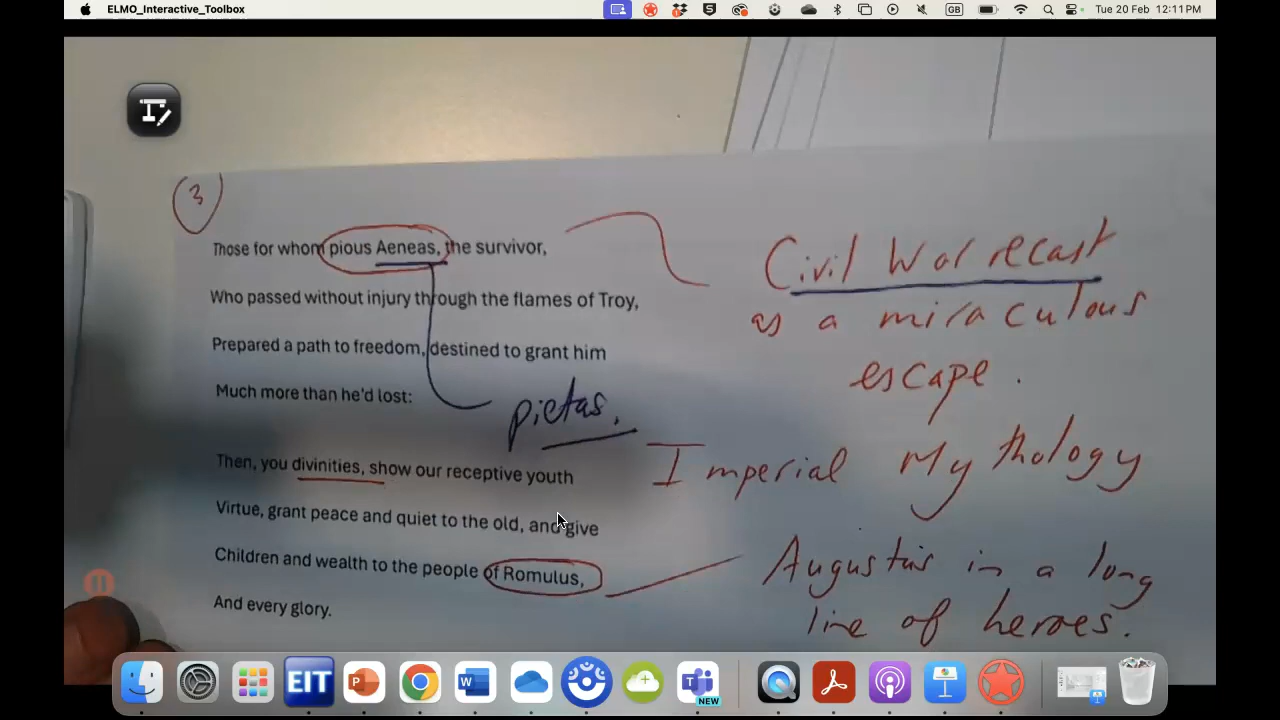 ELMO_Interactive_Toolbox
GB
Tue 20 Feb 12:11 PM
3
Those for whom pious Aeneas, the survivor,
Who passed without injury through the flames of Troy,
Prepared a path to freedom, destined to grant him
Much more than he'd lost:
pietas.
Then, you divinities, show our receptive youth
Virtue, grant peace and quiet to the old, and give
Children and wealth to the people of Romulus,
And every glory.
Civil War recast
as a miraculous
escape.
Imperial Mythology
Augustus in a long
line of heroes.
EIT
P
W
NEW